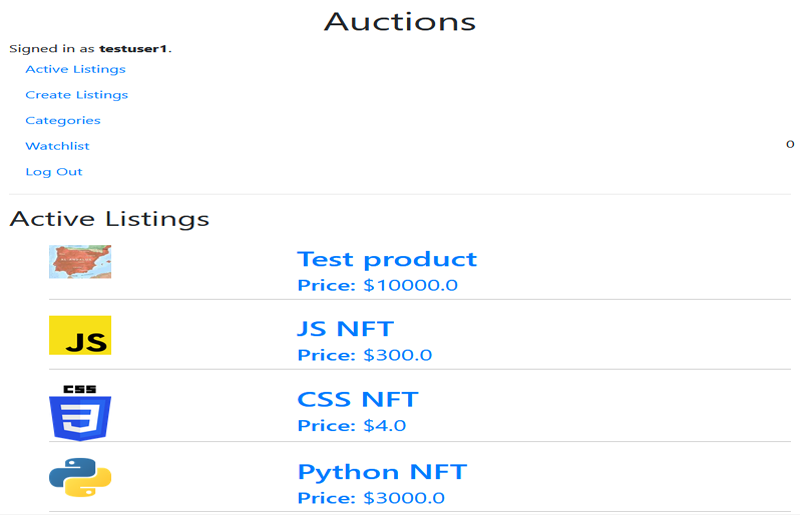 Auctions
Signed in as testuser1.
Active Listings
Create Listings
Categories
Watchlist
0
Log Out
Active Listings
Test product
Price: $10000.0
JS
JS NFT
Price: $300.0
CSS
CSS NFT
Price: $4.0
Python NFT
Price: $3000.0